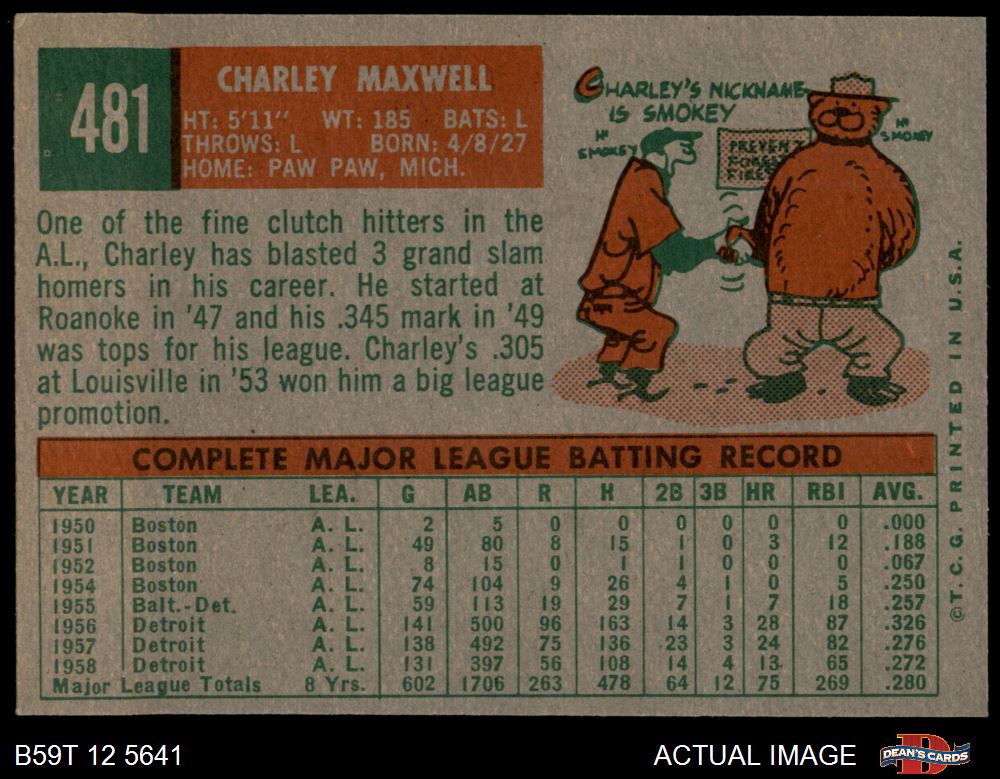 481
CHARLEY MAXWELL
HT: 5'11" WT: 185 BATS: L
THROWS: L BORN: 4/8/27
HOME: PAW PAW, MICH.
One of the fine clutch hitters in the
A.L., Charley has blasted 3 grand slam
homers in his career. He started at
Roanoke in '47 and his .345 mark in '49
was tops for his league. Charley's .305
at Louisville in '53 won him a big league
promotion.
CHARLEY'S NICKNAME
IS SMOKEY
HI SMOKEY
HI SMOKEY
PREVENT
FOREST
FIRES
COMPLETE MAJOR LEAGUE BATTING RECORD
YEAR TEAM LEA. G AB R H 2B 3B HR RBI AVG.
1950 Boston A. L. 2 5 0 0 0 0 0 0 .000
1951 Boston A. L. 49 80 8 15 1 0 3 12 .188
1952 Boston A. L. 8 15 0 1 1 0 0 0 .067
1954 Boston A. L. 74 104 9 26 4 1 0 5 .250
1955 Balt.-Det. A. L. 59 113 19 29 7 1 7 18 .257
1956 Detroit A. L. 141 500 96 163 14 3 28 87 .326
1957 Detroit A. L. 138 492 75 136 23 3 24 82 .276
1958 Detroit A. L. 131 397 56 108 14 4 13 65 .272
Major League Totals 8 Yrs. 602 1706 263 478 64 12 75 269 .280
©T.C.G. PRINTED IN U.S.A.
B59T 12 5641
ACTUAL IMAGE
DEAN'S CARDS